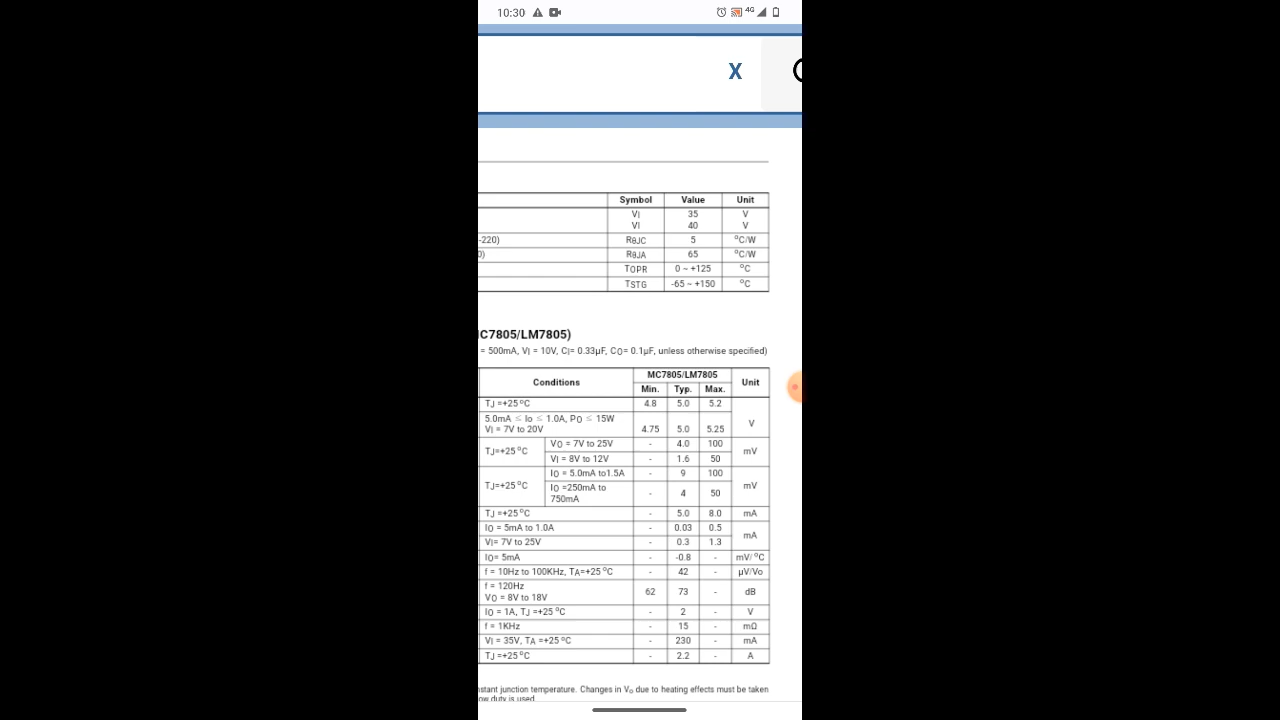 10:30
4G
X
Symbol Value Unit
VI 35 V
VI 40 V
-220) RθJC 5 °C/W
0) RθJA 65 °C/W
TOPR 0 ~ +125 °C
TSTG -65 ~ +150 °C
MC7805/LM7805)
= 500mA, VI = 10V, CI= 0.33μF, CO= 0.1μF, unless otherwise specified)
Conditions MC7805/LM7805 Unit
Min. Typ. Max.
TJ =+25 °C 4.8 5.0 5.2 V
5.0mA ≤ Io ≤ 1.0A, PO ≤ 15W
VI = 7V to 20V 4.75 5.0 5.25
TJ=+25 °C VO = 7V to 25V - 4.0 100 mV
VI = 8V to 12V - 1.6 50
TJ=+25 °C IO = 5.0mA to1.5A - 9 100 mV
IO =250mA to
750mA - 4 50
TJ =+25 °C - 5.0 8.0 mA
IO = 5mA to 1.0A - 0.03 0.5 mA
VI= 7V to 25V - 0.3 1.3
IO= 5mA - -0.8 - mV/ °C
f = 10Hz to 100KHz, TA=+25 °C - 42 - μV/Vo
f = 120Hz
VO = 8V to 18V 62 73 - dB
IO = 1A, TJ =+25 °C - 2 - V
f = 1KHz - 15 - mΩ
VI = 35V, TA =+25 °C - 230 - mA
TJ =+25 °C - 2.2 - A
nstant junction temperature. Changes in Vo due to heating effects must be taken
ow duty is used.